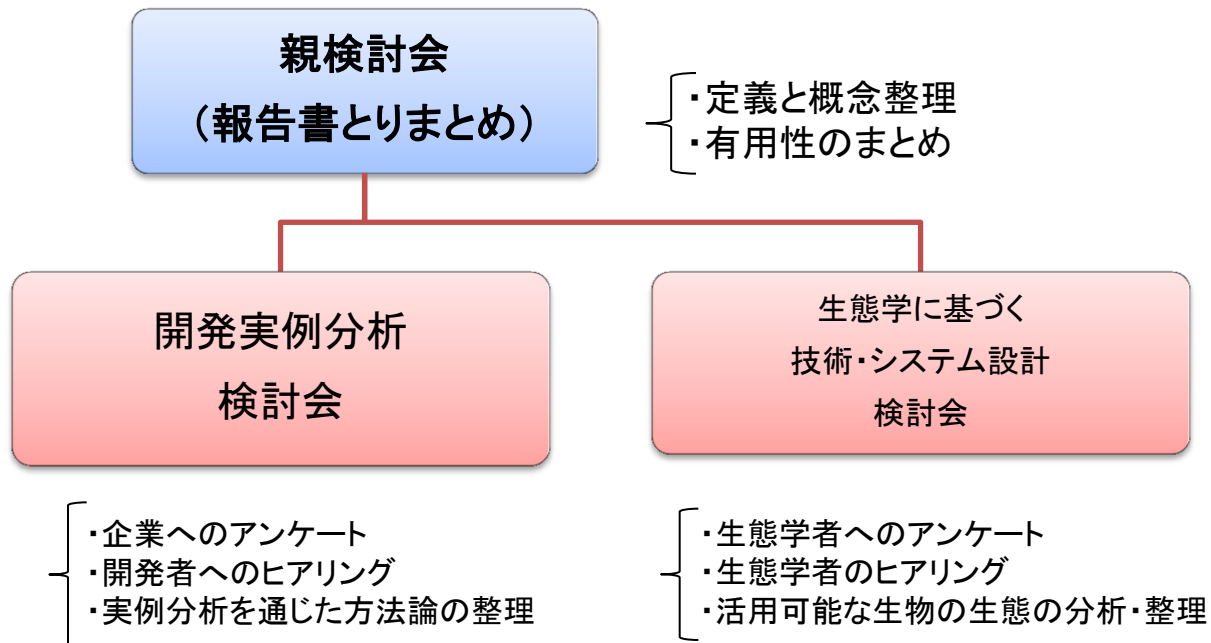 親検討会
（報告書とりまとめ）
・定義と概念整理
・有用性のまとめ
開発実例分析
検討会
生態学に基づく
技術・システム設計
検討会
・企業へのアンケート
・開発者へのヒアリング
・実例分析を通じた方法論の整理
・生態学者へのアンケート
・生態学者のヒアリング
・活用可能な生物の生態の分析・整理